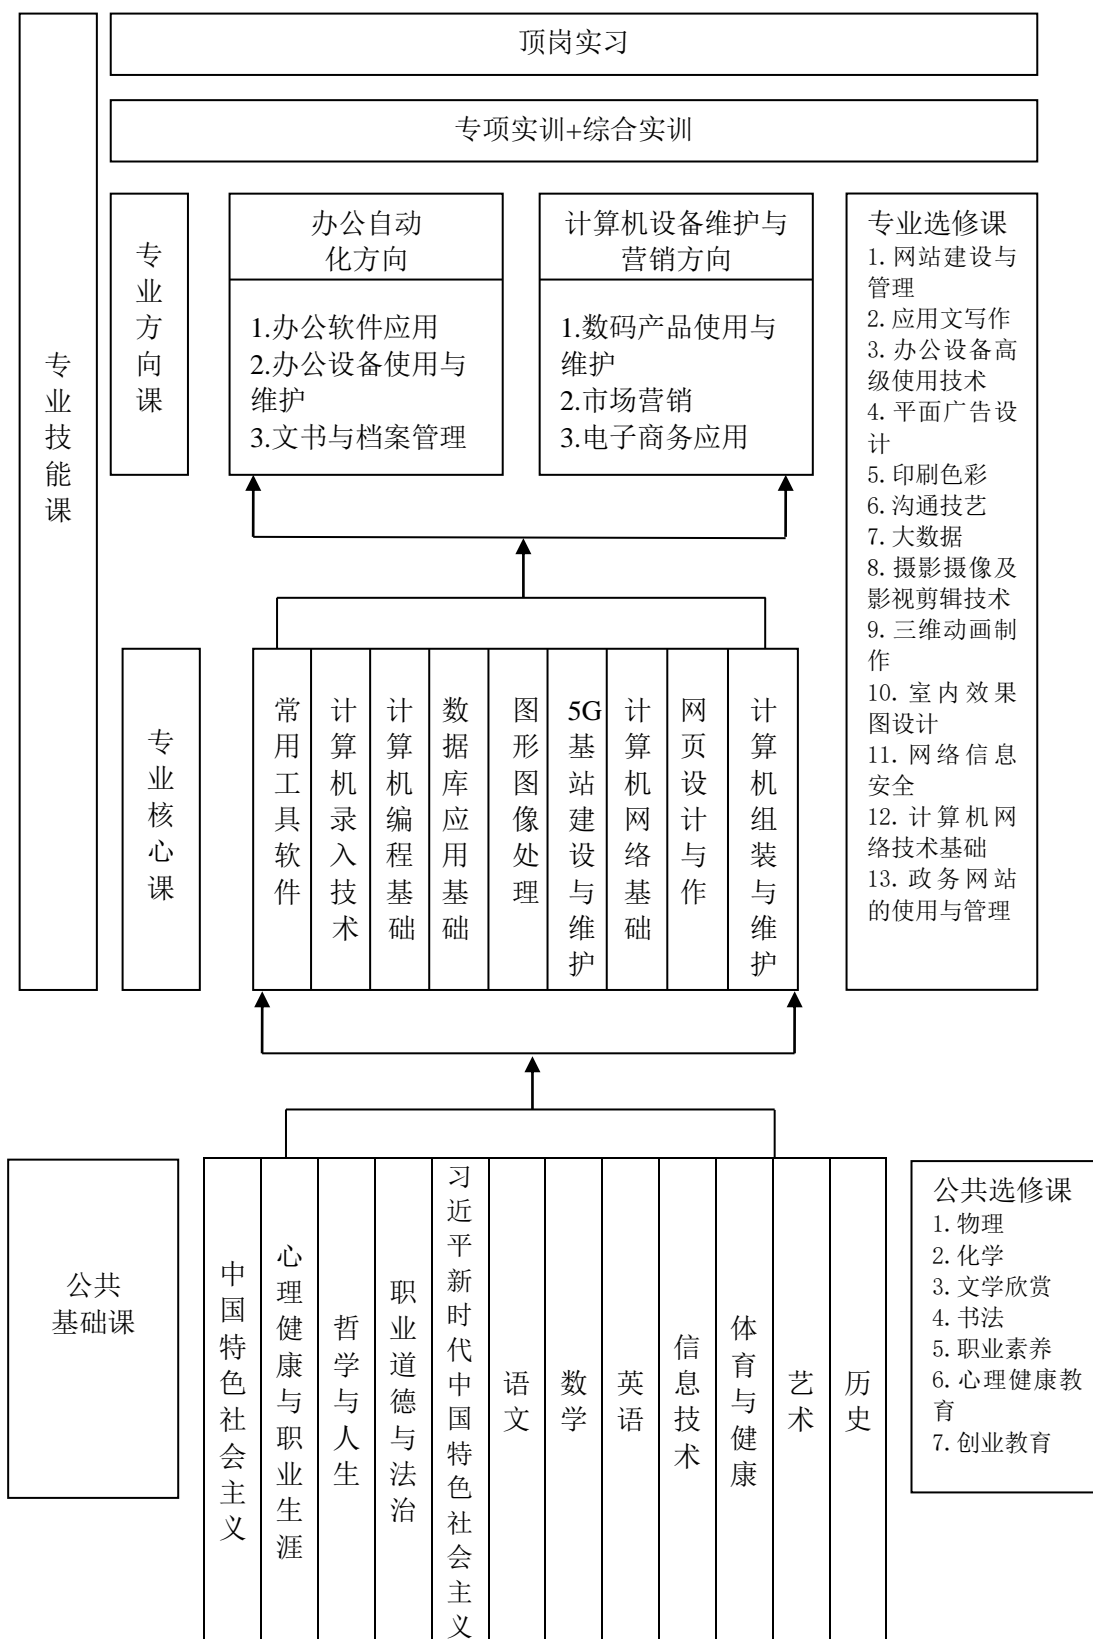 顶岗实习
专项实训+综合实训
专业技能课
专业方向课
办公自动
化方向
1.办公软件应用
2.办公设备使用与
维护
3.文书与档案管理
计算机设备维护与
营销方向
1.数码产品使用与
维护
2.市场营销
3.电子商务应用
专业选修课
1. 网站建设与
管理
2. 应用文写作
3. 办公设备高
级使用技术
4. 平面广告设
计
5. 印刷色彩
6. 沟通技艺
7. 大数据
8. 摄影摄像及
影视剪辑技术
9. 三维动画制
作
10. 室内效果
图设计
11. 网络信息
安全
12. 计算机网
络技术基础
13. 政务网站
的使用与管理
专业核心课
常用工具软件
计算机录入技术
计算机编程基础
数据库应用基础
图形图像处理
5G基站建设与维护
计算机网络基础
网页设计与作
计算机组装与维护
公共
基础课
中国特色社会主义
心理健康与职业生涯
哲学与人生
职业道德与法治
习近平新时代中国特色社会主义
语文
数学
英语
信息技术
体育与健康
艺术
历史
公共选修课
1. 物理
2. 化学
3. 文学欣赏
4. 书法
5. 职业素养
6. 心理健康教
育
7. 创业教育